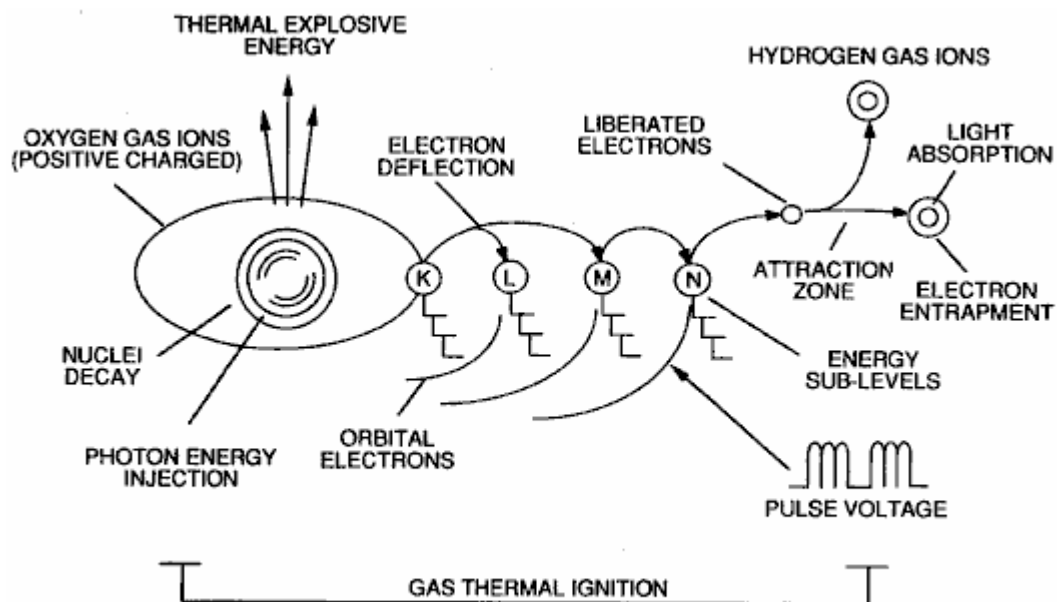 THERMAL EXPLOSIVE
ENERGY
HYDROGEN GAS IONS
OXYGEN GAS IONS
(POSITIVE CHARGED)
ELECTRON
DEFLECTION
LIBERATED
ELECTRONS
LIGHT
ABSORPTION
K
L
M
N
ATTRACTION
ZONE
ELECTRON
ENTRAPMENT
NUCLEI
DECAY
ENERGY
SUB-LEVELS
ORBITAL
ELECTRONS
PHOTON ENERGY
INJECTION
PULSE VOLTAGE
GAS THERMAL IGNITION